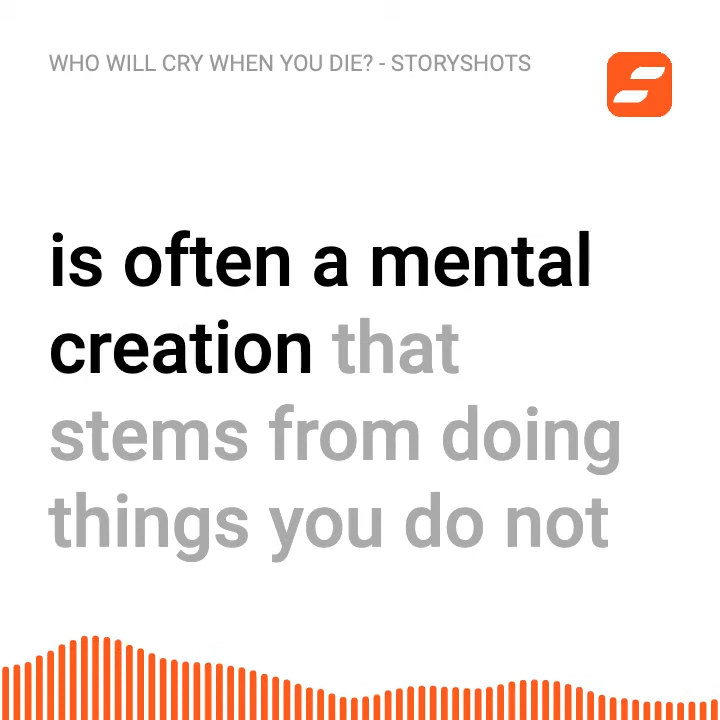 WHO WILL CRY WHEN YOU DIE? - STORYSHOTS
is often a mental
creation that
stems from doing
things you do not